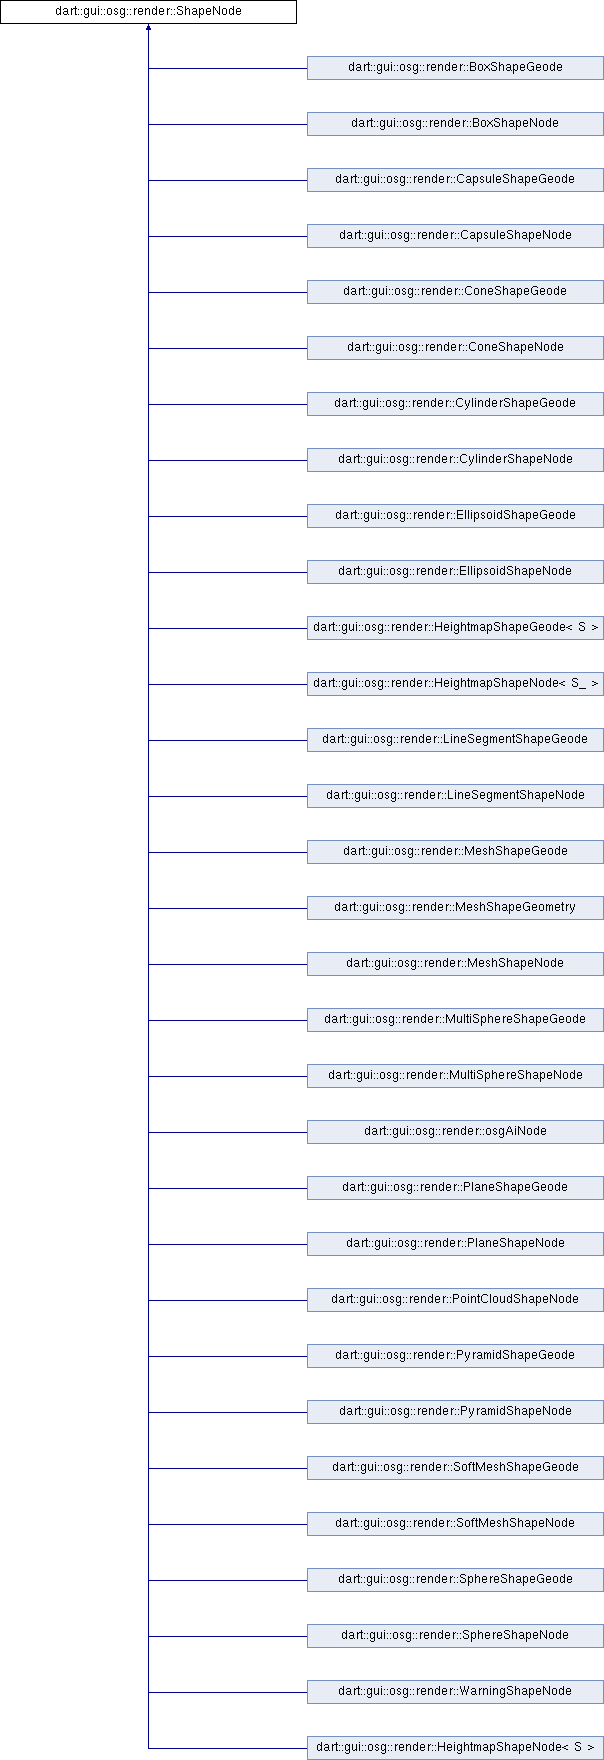 dart::gui::osg::render::ShapeNode
dart::gui::osg::render::BoxShapeGeode
dart::gui::osg::render::BoxShapeNode
dart::gui::osg::render::CapsuleShapeGeode
dart::gui::osg::render::CapsuleShapeNode
dart::gui::osg::render::ConeShapeGeode
dart::gui::osg::render::ConeShapeNode
dart::gui::osg::render::CylinderShapeGeode
dart::gui::osg::render::CylinderShapeNode
dart::gui::osg::render::EllipsoidShapeGeode
dart::gui::osg::render::EllipsoidShapeNode
dart::gui::osg::render::HeightmapShapeGeode< S >
dart::gui::osg::render::HeightmapShapeNode< S_ >
dart::gui::osg::render::LineSegmentShapeGeode
dart::gui::osg::render::LineSegmentShapeNode
dart::gui::osg::render::MeshShapeGeode
dart::gui::osg::render::MeshShapeGeometry
dart::gui::osg::render::MeshShapeNode
dart::gui::osg::render::MultiSphereShapeGeode
dart::gui::osg::render::MultiSphereShapeNode
dart::gui::osg::render::osgAiNode
dart::gui::osg::render::PlaneShapeGeode
dart::gui::osg::render::PlaneShapeNode
dart::gui::osg::render::PointCloudShapeNode
dart::gui::osg::render::PyramidShapeGeode
dart::gui::osg::render::PyramidShapeNode
dart::gui::osg::render::SoftMeshShapeGeode
dart::gui::osg::render::SoftMeshShapeNode
dart::gui::osg::render::SphereShapeGeode
dart::gui::osg::render::SphereShapeNode
dart::gui::osg::render::WarningShapeNode
dart::gui::osg::render::HeightmapShapeNode< S >